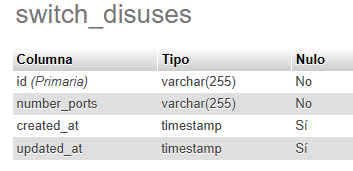 switch_disuses
Columna Tipo Nulo
id (Primaria) varchar(255) No
number_ports varchar(255) No
created_at timestamp Sí
updated_at timestamp Sí